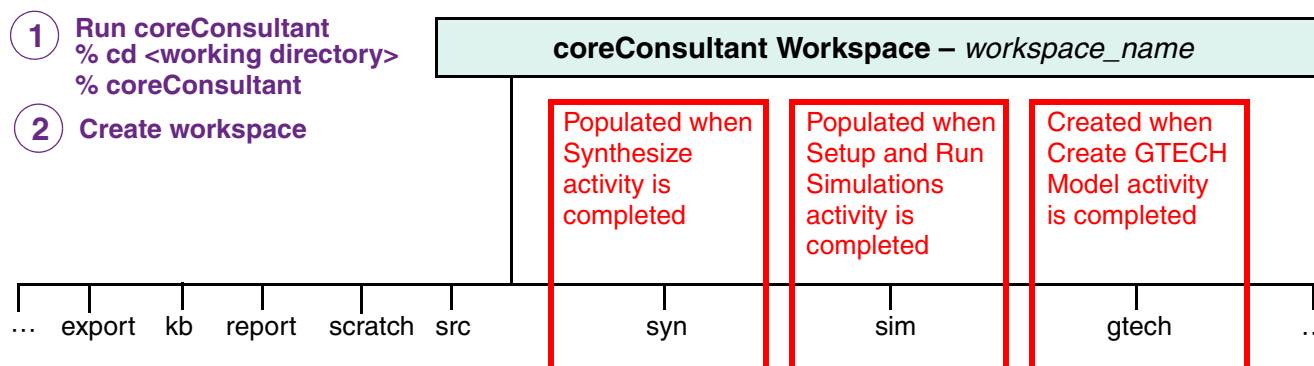 1 Run coreConsultant
% cd <working directory>
% coreConsultant
2 Create workspace
coreConsultant Workspace – workspace_name
Populated when
Synthesize
activity is
completed
Populated when
Setup and Run
Simulations
activity is
completed
Created when
Create GTECH
Model activity
is completed
... export kb report scratch src syn sim gtech ..